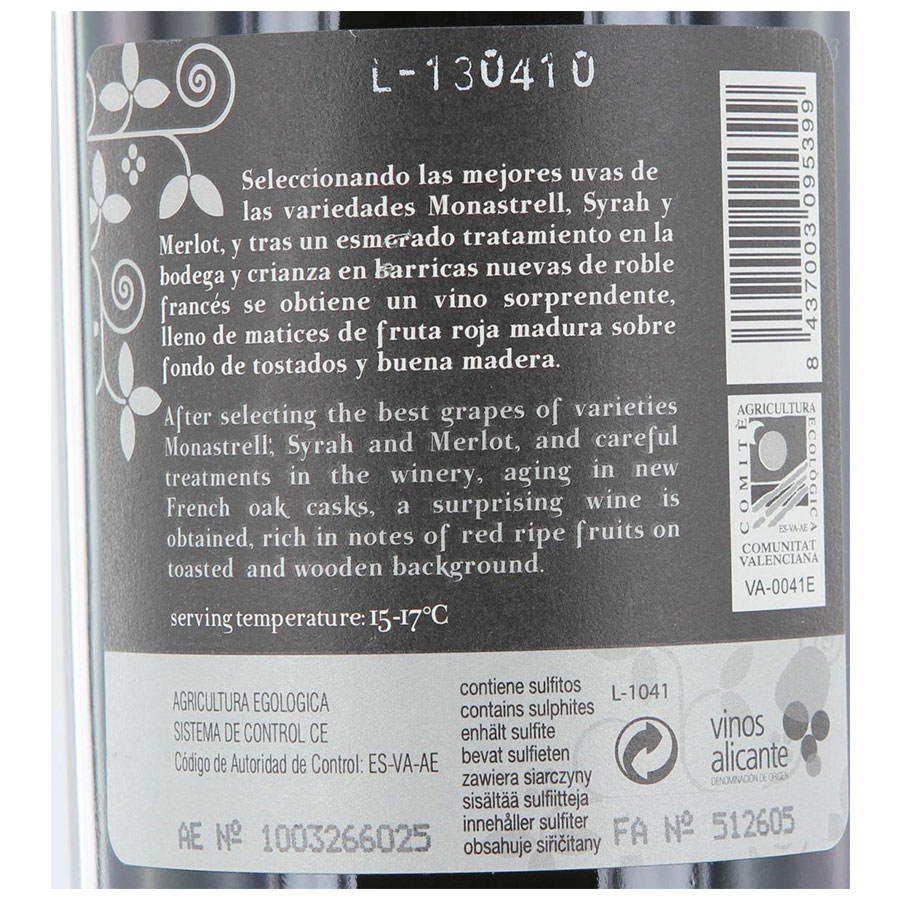 L-130410
Seleccionando las mejores uvas de
las variedades Monastrell, Syrah y
Merlot, y tras un esmerado tratamiento en la
bodega y crianza en barricas nuevas de roble
francés se obtiene un vino sorprendente,
lleno de matices de fruta roja madura sobre
fondo de tostados y buena madera.
After selecting the best grapes of varieties
Monastrell, Syrah and Merlot, and careful
treatments in the winery, aging in new
French oak casks, a surprising wine is
obtained, rich in notes of red ripe fruits on
toasted and wooden background.
serving temperature: 15-17°C
8 437003 095399
AGRICULTURA
ECOLÓGICA
COMITÈ
ES-VA-AE
COMUNITAT
VALENCIANA
VA-0041E
AGRICULTURA EGOLOGICA
SISTEMA DE CONTROL CE
Código de Autoridad de Control: ES-VA-AE
AE Nº 1003266025
contiene sulfitos
contains sulphites
enhält sulfite
bevat sulfieten
zawiera siarczyny
sisältää sulfiitteja
innehåller sulfiter
obsahuje siřičitany
L-1041
vinos
alicante
DENOMINACIÓN DE ORIGEN
FA Nº 512605